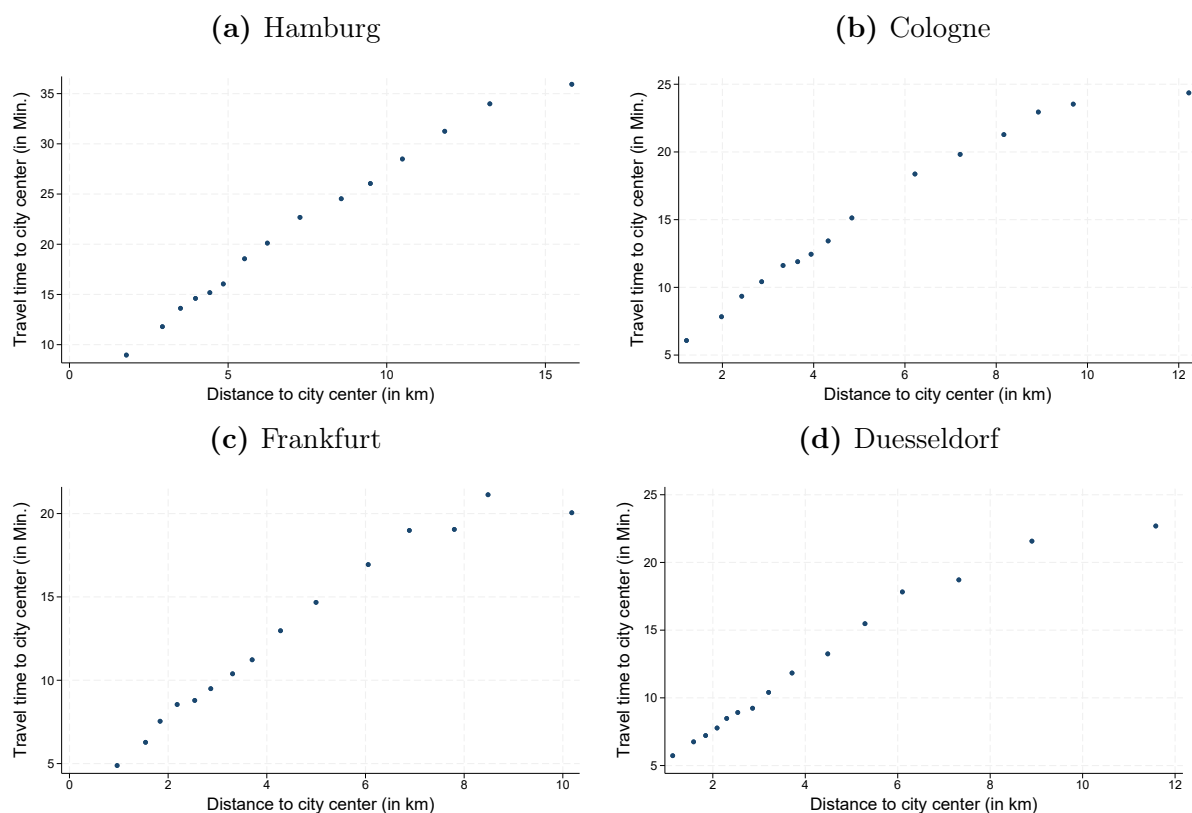 (a) Hamburg
35
30
25
20
15
10
0 5 10 15
Travel time to city center (in Min.)
Distance to city center (in km)
(b) Cologne
25
20
15
10
5
2 4 6 8 10 12
Travel time to city center (in Min.)
Distance to city center (in km)
(c) Frankfurt
20
15
10
5
0 2 4 6 8 10
Travel time to city center (in Min.)
Distance to city center (in km)
(d) Duesseldorf
25
20
15
10
5
2 4 6 8 10 12
Travel time to city center (in Min.)
Distance to city center (in km)